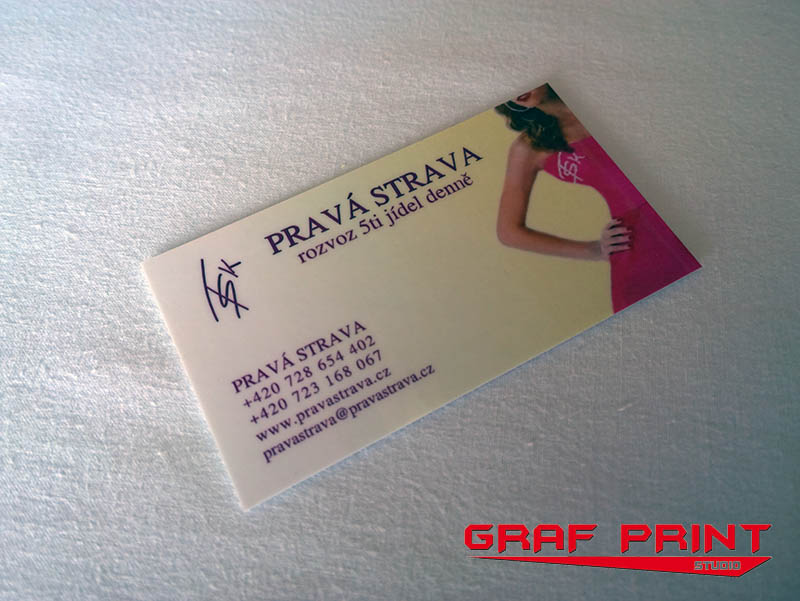 PRAVÁ STRAVA
rozvoz 5ti jídel denně
PRAVÁ STRAVA
+420 728 654 402
+420 723 168 067
www.pravastrava.cz
pravastrava@pravastrava.cz
GRAF PRINT
STUDIO